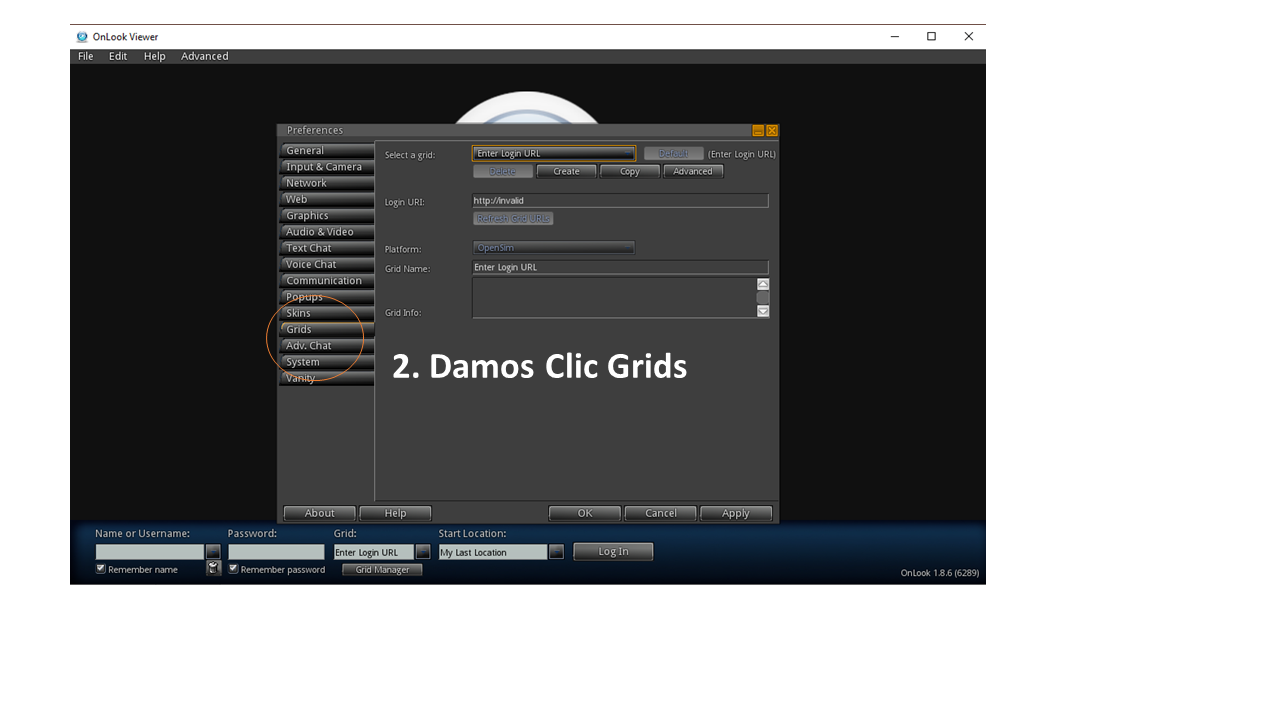 OnLook Viewer
File Edit Help Advanced
Preferences
General
Input & Camera
Network
Web
Graphics
Audio & Video
Text Chat
Voice Chat
Communication
Popups
Skins
Grids
Adv. Chat
System
Vanity
Select a grid: Enter Login URL Default (Enter Login URL)
Delete Create Copy Advanced
Login URI: http://invalid
Refresh Grid URLs
Platform: OpenSim
Grid Name: Enter Login URL
Grid Info:
2. Damos Clic Grids
About Help OK Cancel Apply
Name or Username: Password: Grid: Start Location:
Enter Login URL My Last Location Log In
Remember name Remember password Grid Manager
OnLook 1.8.6 (6289)